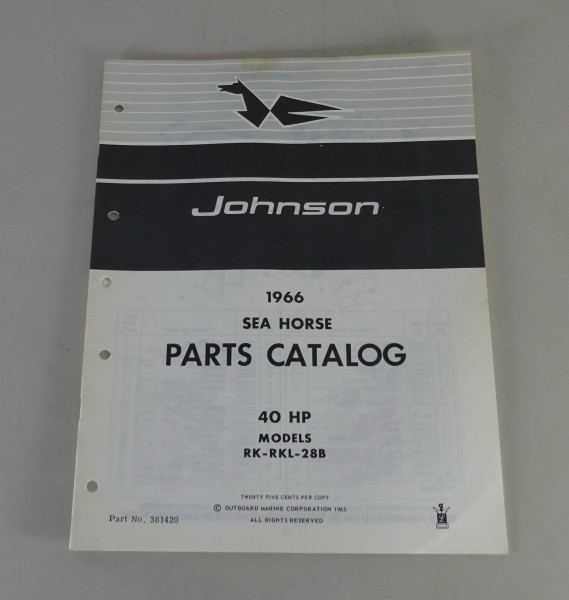 Johnson
1966
SEA HORSE
PARTS CATALOG
40 HP
MODELS
RK-RKL-28B
TWENTY FIVE CENTS PER COPY
© OUTBOARD MARINE CORPORATION 1965
ALL RIGHTS RESERVED
Part No. 381420